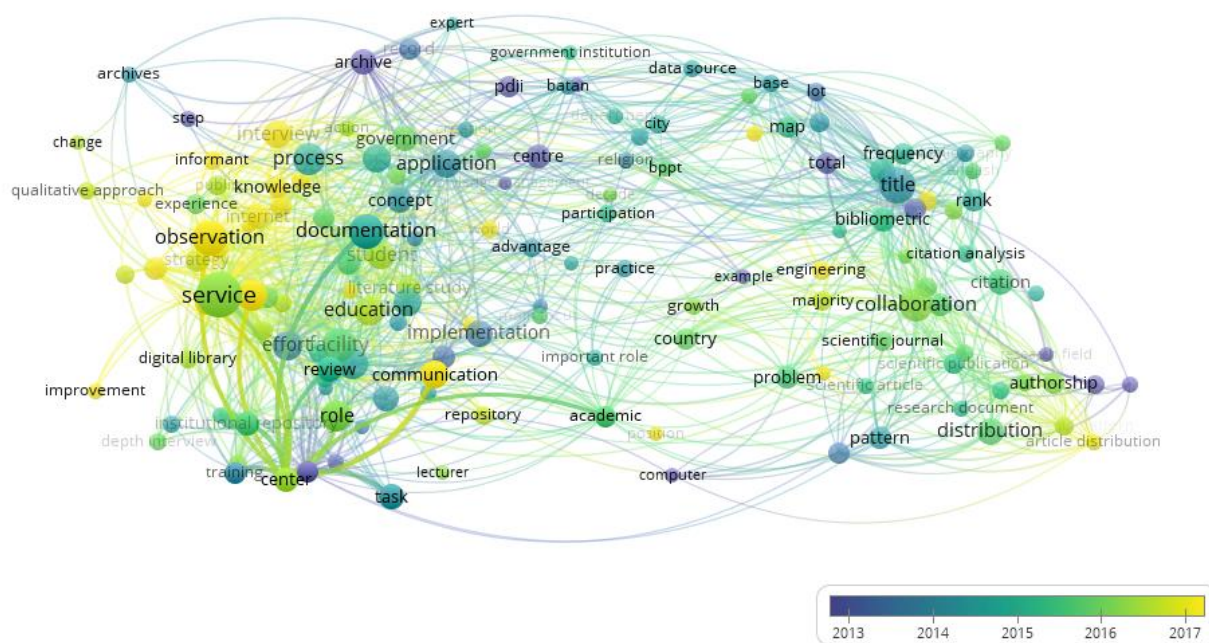 expert
record
archive
government institution
archives
data source
base
pdii
batan
lot
step
city
map
change
interview
action
government
process
application
centre
religion
total
frequency
informant
bppt
title
qualitative approach
knowledge
experience
concept
rank
internet
participation
bibliometric
observation
documentation
world
advantage
citation analysis
strategy
student
practice
engineering
example
citation
service
literature study
education
growth
majority
collaboration
implementation
effort
facility
country
scientific journal
digital library
important role
review
communication
scientific publication
problem
scientific article
authorship
improvement
role
repository
academic
research document
institutional repository
position
distribution
depth interview
pattern
article distribution
training
center
lecturer
computer
task
2013
2014
2015
2016
2017